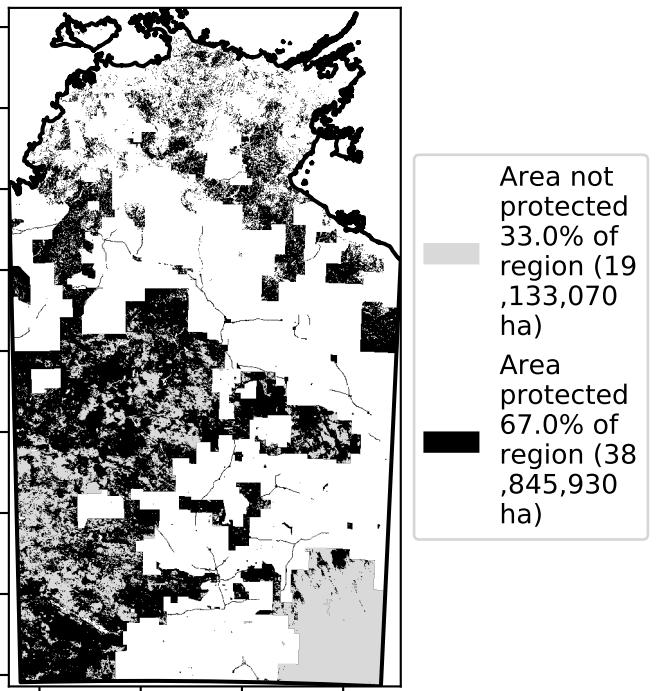 Area not
protected
33.0% of
region (19
,133,070
ha)
Area
protected
67.0% of
region (38
,845,930
ha)